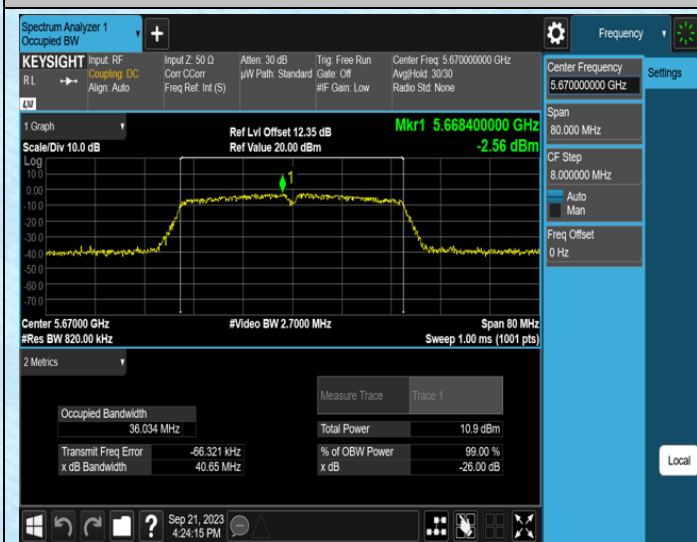 Spectrum Analyzer 1
Occupied BW
+
Frequency
KEYSIGHT
RL
LXI
Input: RF
Coupling: DC
Align: Auto
Input Z: 50 Ω
Corr CCorr
Freq Ref: Int (S)
Atten: 30 dB
µW Path: Standard
Trig: Free Run
Gate: Off
#IF Gain: Low
Center Freq: 5.670000000 GHz
Avg|Hold: 30/30
Radio Std: None
1 Graph
Scale/Div 10.0 dB
Ref Lvl Offset 12.35 dB
Ref Value 20.00 dBm
Mkr1 5.668400000 GHz
-2.56 dBm
Log
10.0
0.00
-10.0
-20.0
-30.0
-40.0
-50.0
-60.0
-70.0
1
Center 5.67000 GHz
#Res BW 820.00 kHz
#Video BW 2.7000 MHz
Span 80 MHz
Sweep 1.00 ms (1001 pts)
2 Metrics
Measure Trace
Trace 1
Occupied Bandwidth
36.034 MHz
Total Power
10.9 dBm
Transmit Freq Error
-66.321 kHz
% of OBW Power
99.00 %
x dB Bandwidth
40.65 MHz
x dB
-26.00 dB
Center Frequency
5.670000000 GHz
Settings
Span
80.000 MHz
CF Step
8.000000 MHz
Auto
Man
Freq Offset
0 Hz
Local
?
Sep 21, 2023
4:24:15 PM